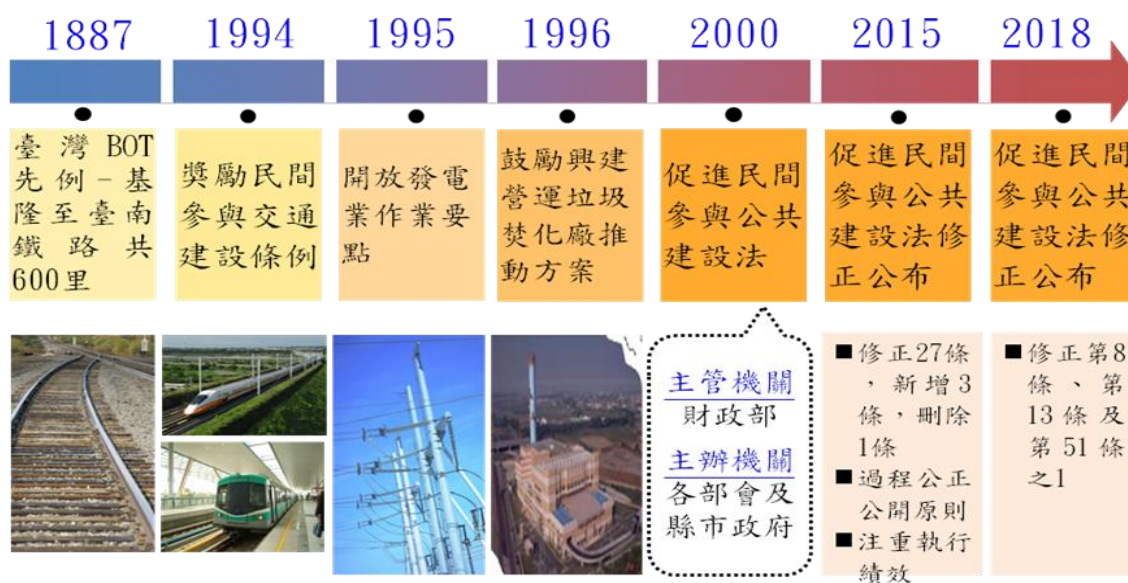 1887
1994
1995
1996
2000
2015
2018
臺灣BOT
先例–基
隆至臺南
鐵路共
600里
獎勵民間
參與交通
建設條例
開放發電
業作業要
點
鼓勵興建
營運垃圾
焚化廠推
動方案
促進民間
參與公共
建設法
促進民間
參與公共
建設法修
正公布
促進民間
參與公共
建設法修
正公布
主管機關
財政部
主辦機關
各部會及
縣市政府
■修正27條
，新增3
條，刪除
1條
■過程公正
公開原則
■注重執行
績效
■修正第8
條、第
13條及
第51條
之1